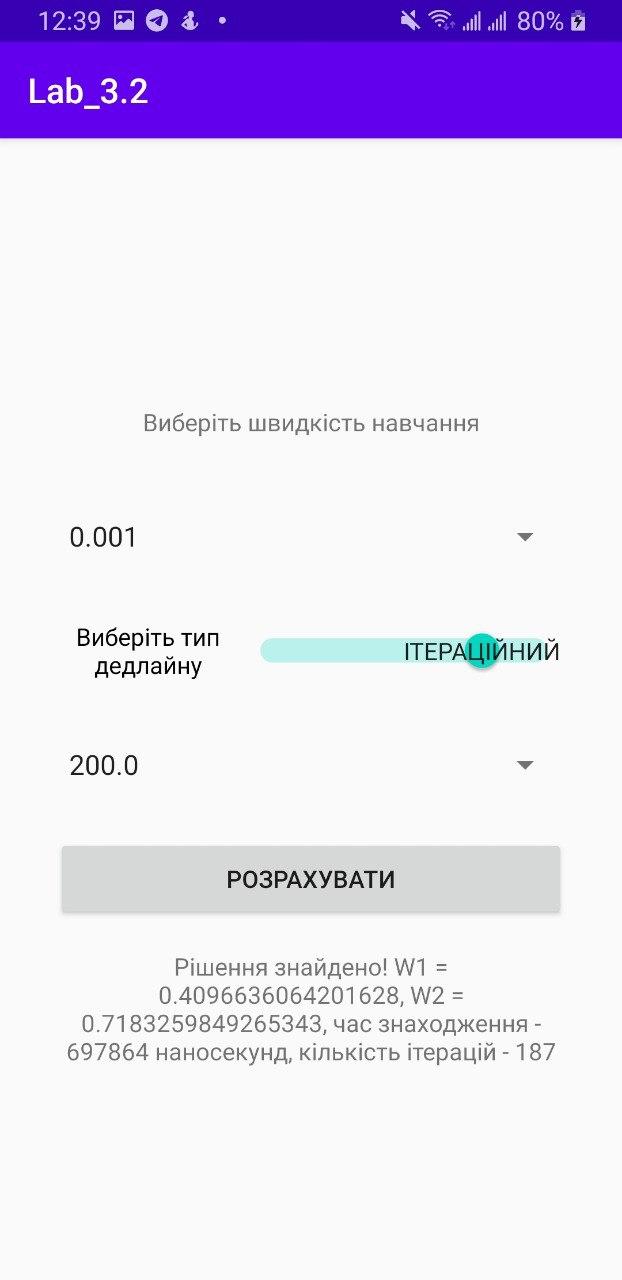 12:39
80%
Lab_3.2
Виберіть швидкість навчання
0.001
Виберіть тип
дедлайну
ІТЕРАЦІЙНИЙ
200.0
РОЗРАХУВАТИ
Рішення знайдено! W1 =
0.4096636064201628, W2 =
0.7183259849265343, час знаходження -
697864 наносекунд, кількість ітерацій - 187